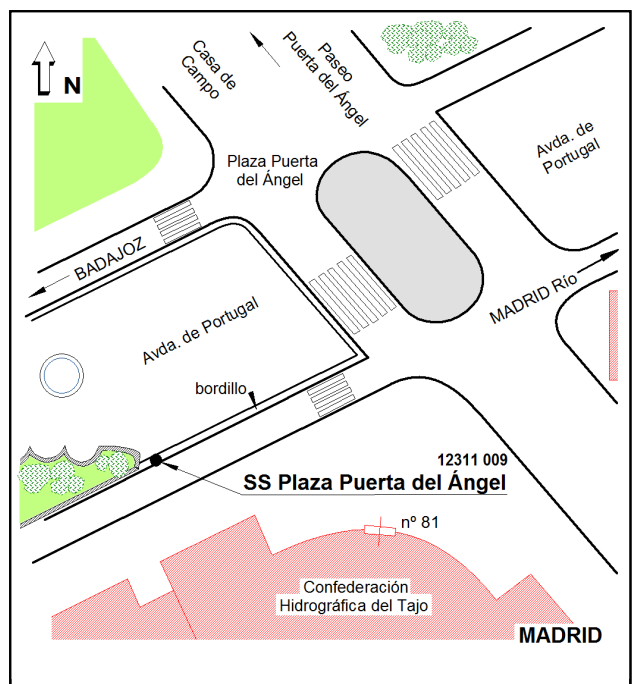 N
Casa de
Campo
Paseo
Puerta del Ángel
Avda. de
Portugal
Plaza Puerta
del Ángel
BADAJOZ
MADRID Río
Avda. de Portugal
bordillo
12311 009
SS Plaza Puerta del Ángel
nº 81
Confederación
Hidrográfica del Tajo
MADRID